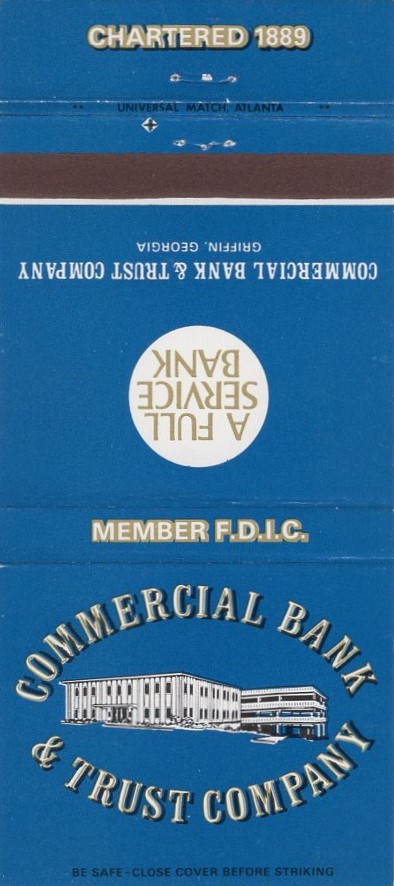 CHARTERED 1889
** UNIVERSAL MATCH, ATLANTA **
COMMERCIAL BANK & TRUST COMPANY
GRIFFIN, GEORGIA
A FULL
SERVICE
BANK
MEMBER F.D.I.C.
COMMERCIAL BANK
& TRUST COMPANY
BE SAFE - CLOSE COVER BEFORE STRIKING